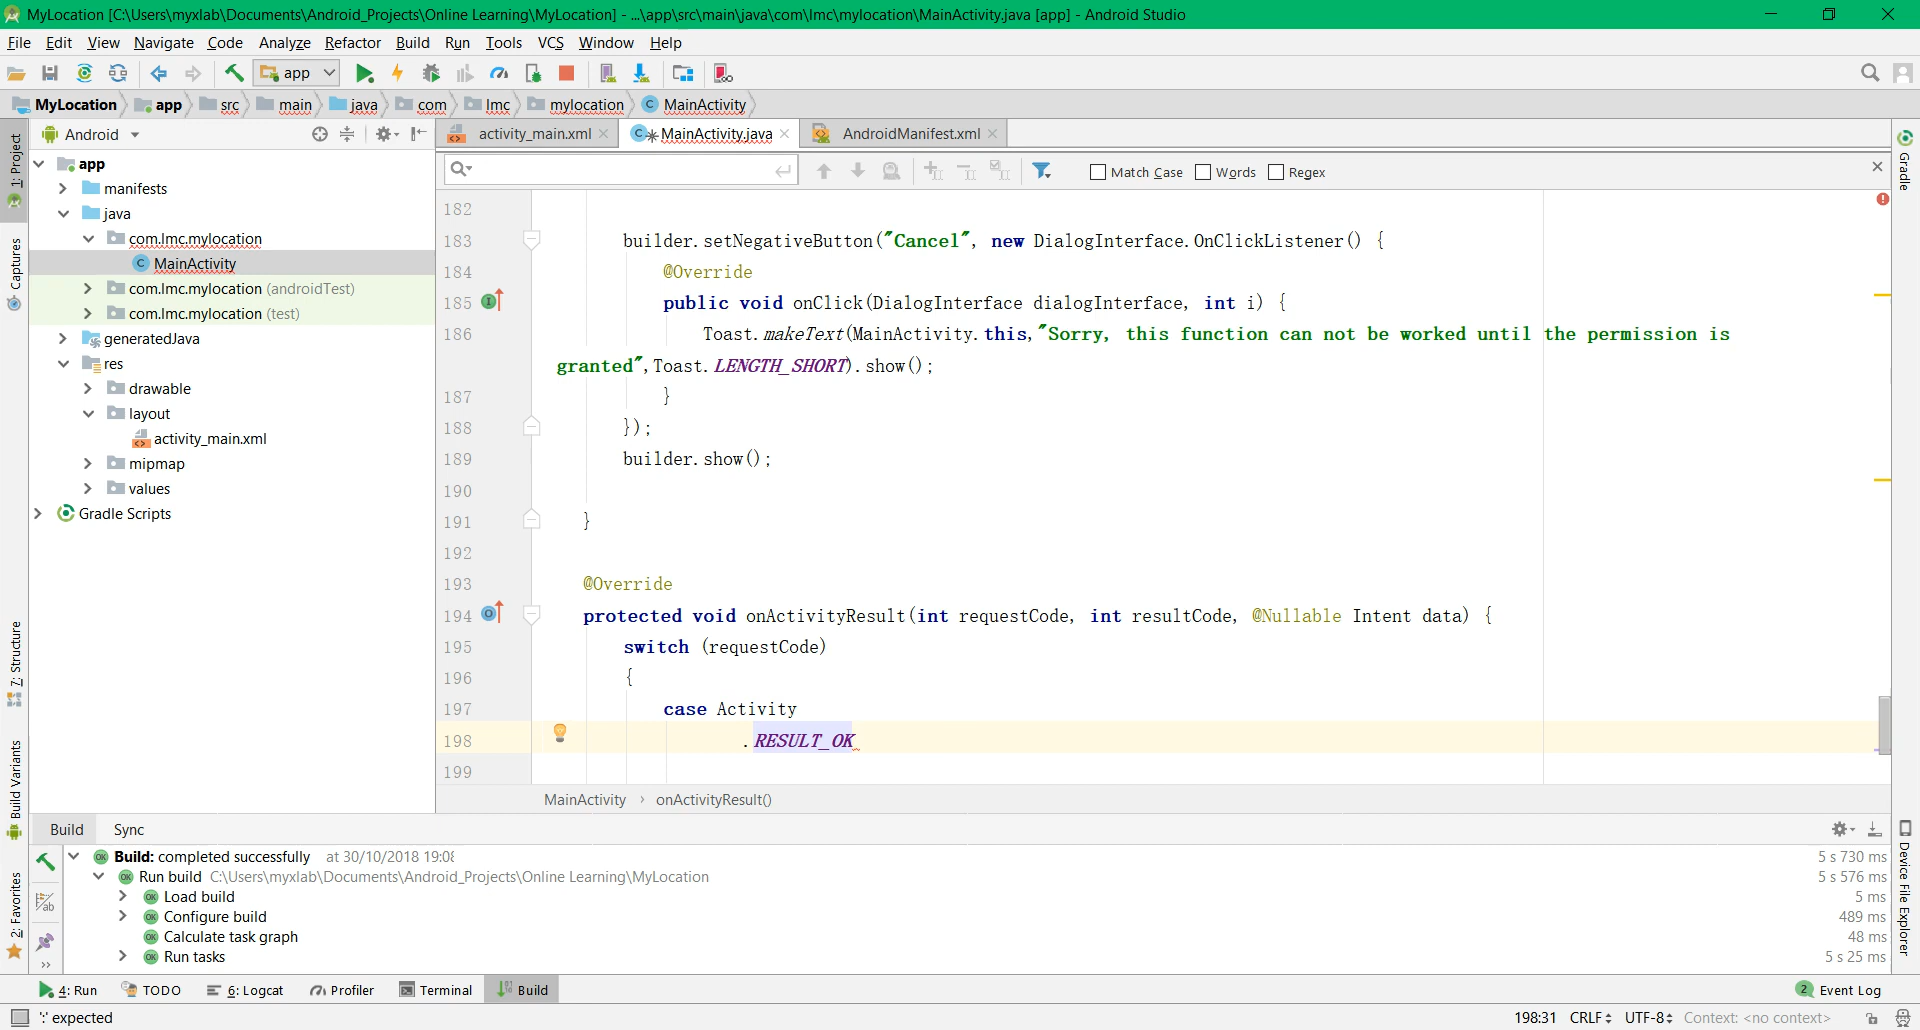 MyLocation [C:\Users\myxlab\Documents\Android_Projects\Online Learning\MyLocation] - ...\app\src\main\java\com\lmc\mylocation\MainActivity.java [app] - Android Studio
File Edit View Navigate Code Analyze Refactor Build Run Tools VCS Window Help
app
MyLocation app src main java com lmc mylocation MainActivity
Android
activity_main.xml MainActivity.java AndroidManifest.xml
Match Case Words Regex
1: Project
Captures
7: Structure
Build Variants
2: Favorites
app
manifests
java
com.lmc.mylocation
MainActivity
com.lmc.mylocation (androidTest)
com.lmc.mylocation (test)
generatedJava
res
drawable
layout
activity_main.xml
mipmap
values
Gradle Scripts
182
183 builder.setNegativeButton("Cancel", new DialogInterface.OnClickListener() {
184 @Override
185 public void onClick(DialogInterface dialogInterface, int i) {
186 Toast.makeText(MainActivity.this,"Sorry, this function can not be worked until the permission is
granted",Toast.LENGTH_SHORT).show();
187 }
188 });
189 builder.show();
190
191 }
192
193 @Override
194 protected void onActivityResult(int requestCode, int resultCode, @Nullable Intent data) {
195 switch (requestCode)
196 {
197 case Activity
198 .RESULT_OK
199
MainActivity › onActivityResult()
Gradle
Device File Explorer
Build Sync
Build: completed successfully at 30/10/2018 19:08 5 s 730 ms
Run build C:\Users\myxlab\Documents\Android_Projects\Online Learning\MyLocation 5 s 576 ms
Load build 5 ms
Configure build 489 ms
Calculate task graph 48 ms
Run tasks 5 s 25 ms
4: Run TODO 6: Logcat Profiler Terminal Build 2 Event Log
':' expected 198:31 CRLF UTF-8 Context: <no context>